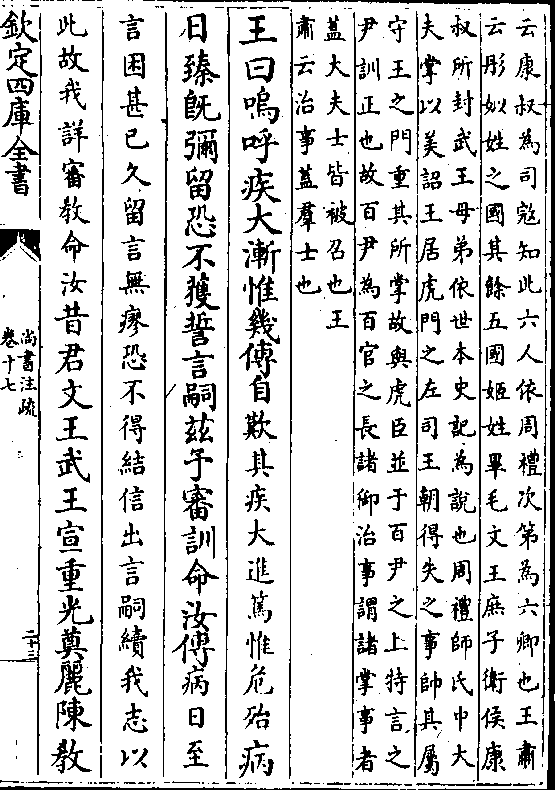 云康叔為司寇知此六人依周禮次第為六卿也王肅
云彤姒姓之國其餘五國姬姓畢毛文王庶子衛侯康
叔所封武王母弟依世本史記為說也周禮師氏中大
夫掌以美詔王居虎門之左司王朝得失之事帥其屬
守王之門重其所掌故與虎臣並于百尹之上特言之
尹訓正也故百尹為百官之長諸御治事謂諸掌事者
蓋大夫士皆被召也王
肅云治事蓋羣士也
王曰嗚呼疾大漸惟幾傳自歎其疾大進篤惟危殆病
日臻既彌留恐不獲誓言嗣茲予審訓命汝傳病日至
言困甚已久留言無瘳恐不得結信出言嗣續我志以
此故我詳審教命汝昔君文王武王宣重光奠麗陳教
欽定四庫全書
尚書注疏
卷十七
二十三